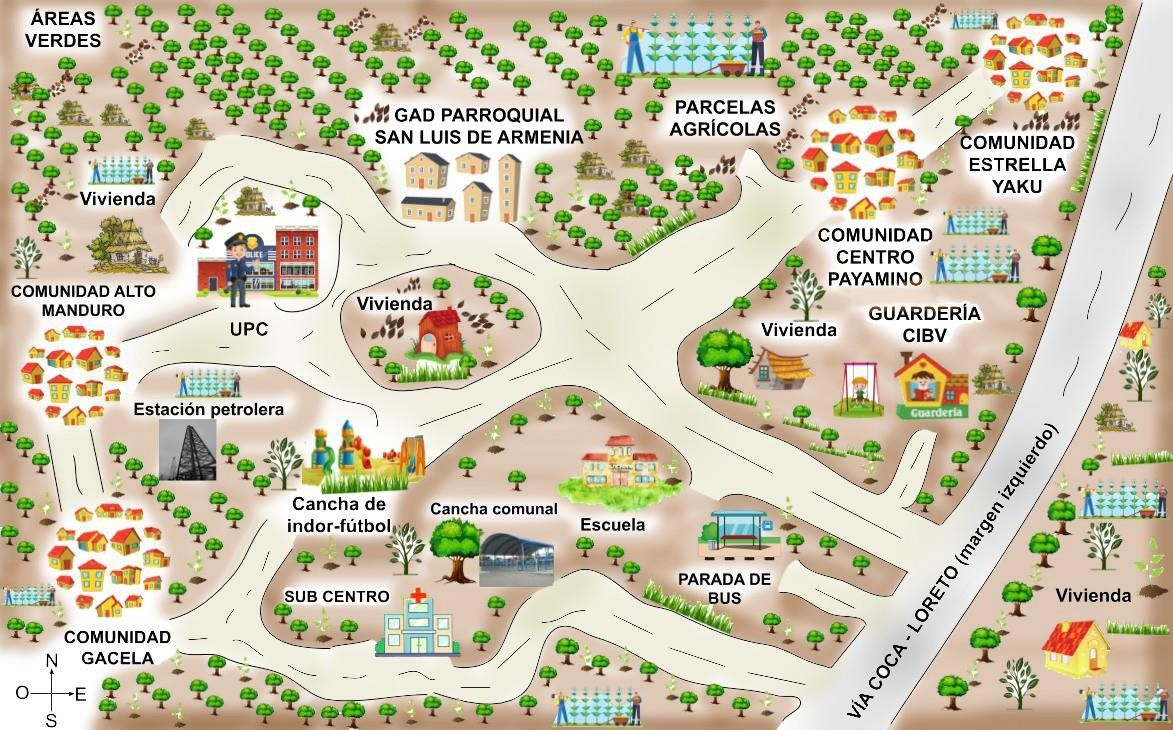 ÁREAS
VERDES
GAD PARROQUIAL
SAN LUIS DE ARMENIA
PARCELAS
AGRÍCOLAS
COMUNIDAD
ESTRELLA
YAKU
Vivienda
COMUNIDAD
CENTRO
PAYAMINO
POLICE
COMUNIDAD ALTO
MANDURO
UPC
Vivienda
Vivienda
GUARDERÍA
CIBV
Guardería
Estación petrolera
Cancha de
indor-fútbol
Cancha comunal
Escuela
PARADA DE
BUS
SUB CENTRO
COMUNIDAD
GACELA
VÍA COCA - LORETO (margen izquierdo)
Vivienda
N
O
E
S